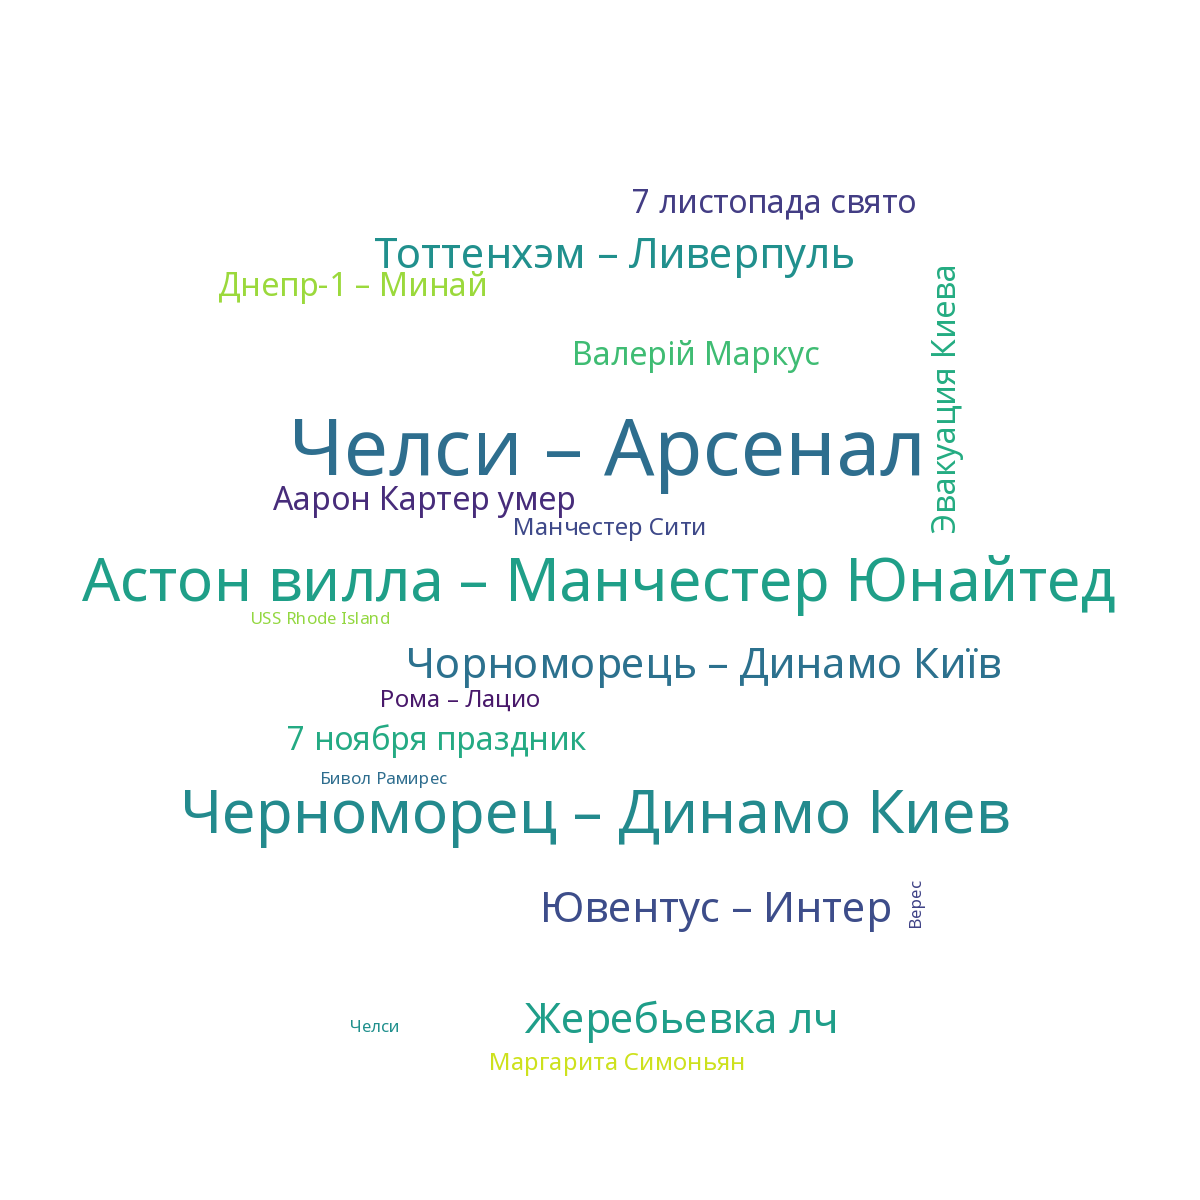 7 листопада свято
Тоттенхэм – Ливерпуль
Днепр-1 – Минай
Эвакуация Киева
Валерій Маркус
Челси – Арсенал
Аарон Картер умер
Манчестер Сити
Астон вилла – Манчестер Юнайтед
USS Rhode Island
Чорноморець – Динамо Київ
Рома – Лацио
7 ноября праздник
Бивол Рамирес
Черноморец – Динамо Киев
Ювентус – Интер
Верес
Жеребьевка лч
Челси
Маргарита Симоньян